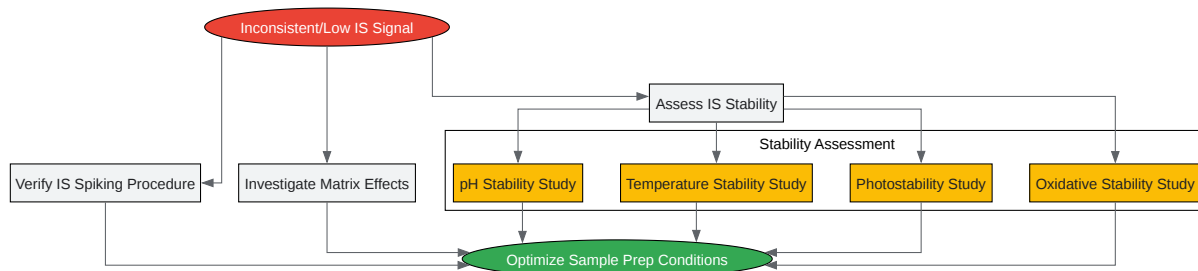 Inconsistent/Low IS Signal
Assess IS Stability
Stability Assessment
Verify IS Spiking Procedure
Investigate Matrix Effects
pH Stability Study
Temperature Stability Study
Photostability Study
Oxidative Stability Study
Optimize Sample Prep Conditions